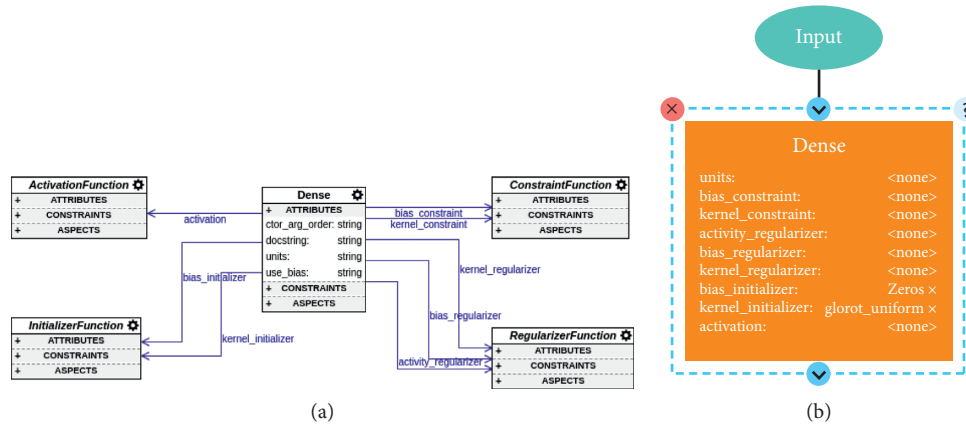 ActivationFunction
+ ATTRIBUTES
+ CONSTRAINTS
+ ASPECTS
Dense
+ ATTRIBUTES
ctor_arg_order: string
docstring: string
units: string
use_bias: string
+ CONSTRAINTS
+ ASPECTS
ConstraintFunction
+ ATTRIBUTES
+ CONSTRAINTS
+ ASPECTS
activation
bias_constraint
kernel_constraint
bias_initializer
kernel_regularizer
InitializerFunction
+ ATTRIBUTES
+ CONSTRAINTS
+ ASPECTS
kernel_initializer
bias_regularizer
activity_regularizer
RegularizerFunction
+ ATTRIBUTES
+ CONSTRAINTS
+ ASPECTS
(a)
Input
×
?
Dense
units: <none>
bias_constraint: <none>
kernel_constraint: <none>
activity_regularizer: <none>
bias_regularizer: <none>
kernel_regularizer: <none>
bias_initializer: Zeros ×
kernel_initializer: glorot_uniform ×
activation: <none>
(b)